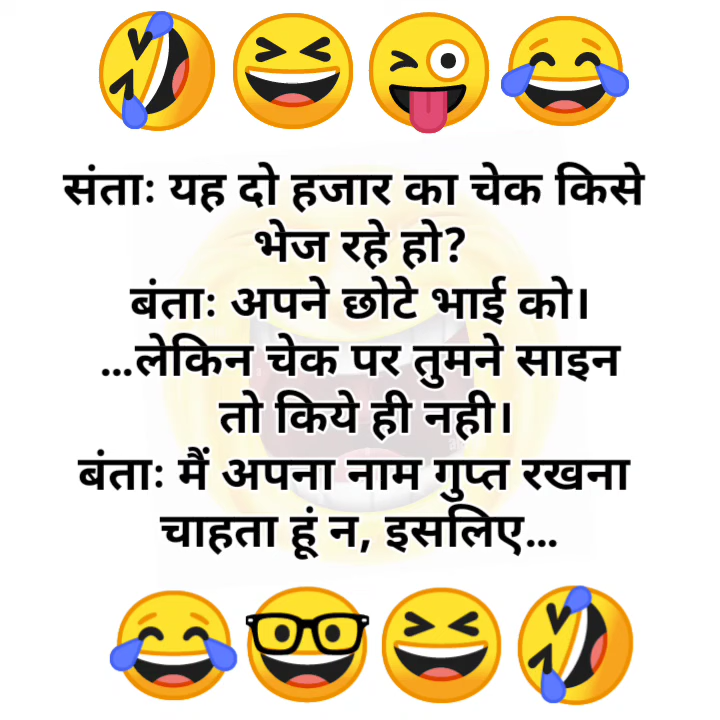 संताः यह दो हजार का चेक किसे
भेज रहे हो?
बंताः अपने छोटे भाई को।
...लेकिन चेक पर तुमने साइन
तो किये ही नही।
बंताः मैं अपना नाम गुप्त रखना
चाहता हूं न, इसलिए...